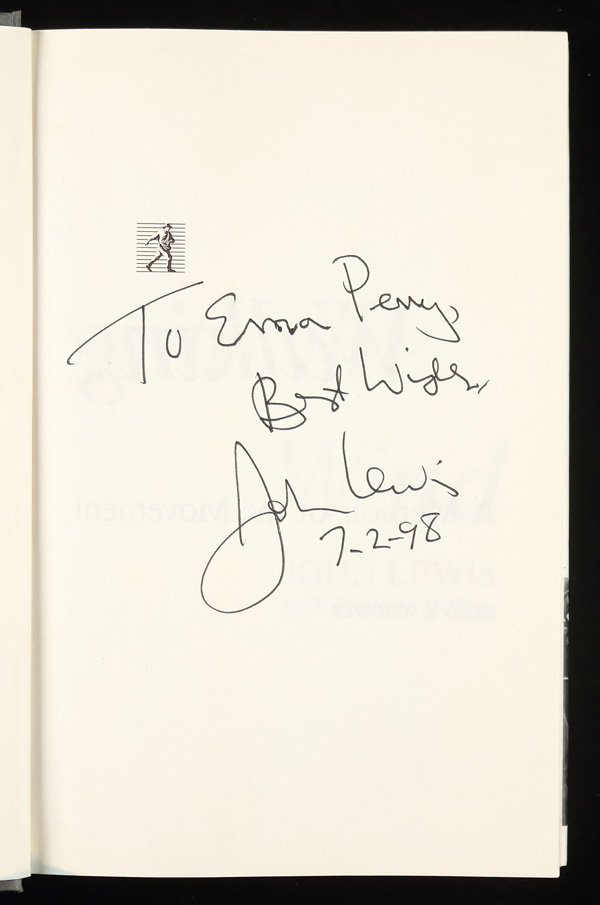 To Erma Perry,
Best Wishes,
John Lewis
7-2-98